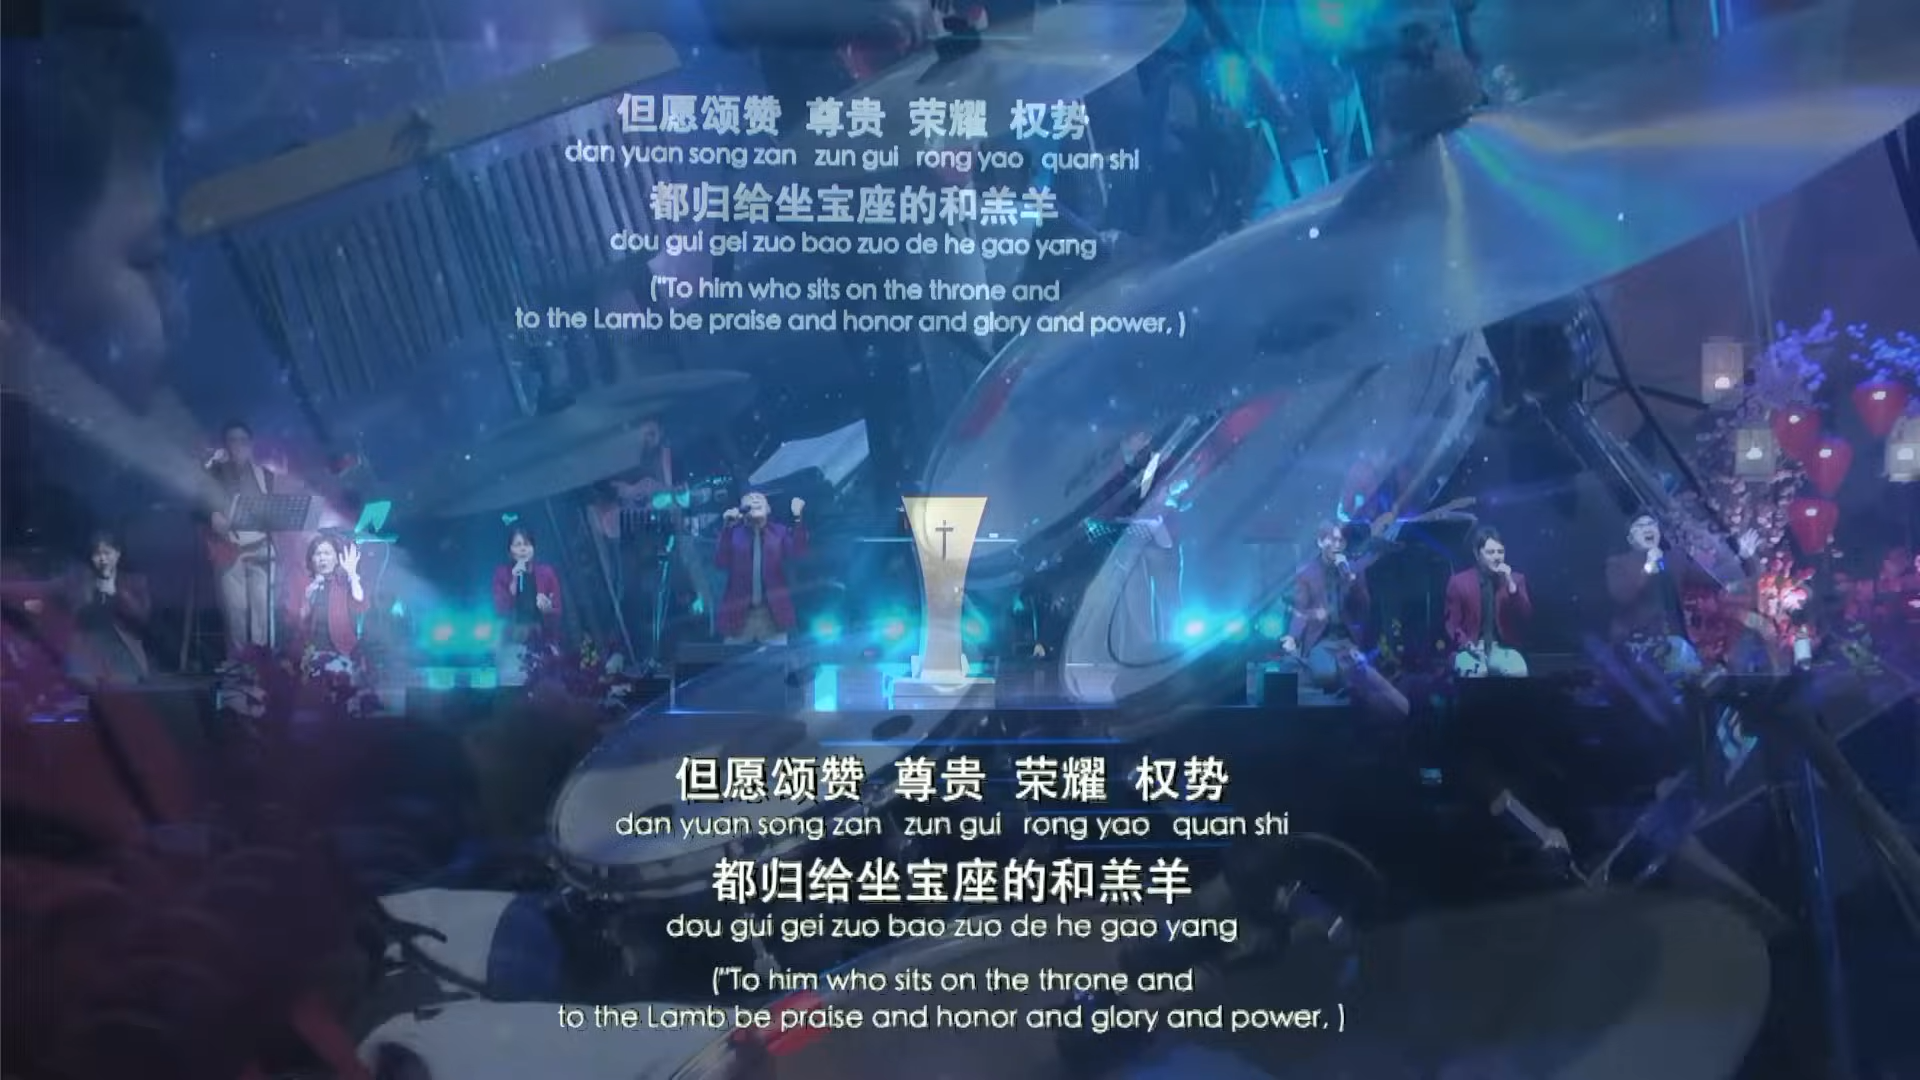 但愿颂赞 尊贵 荣耀 权势
dan yuan song zan zun gui rong yao quan shi
都归给坐宝座的和羔羊
dou gui gei zuo bao zuo de he gao yang
("To him who sits on the throne and
to the Lamb be praise and honor and glory and power, )
但愿颂赞 尊贵 荣耀 权势
dan yuan song zan zun gui rong yao quan shi
都归给坐宝座的和羔羊
dou gui gei zuo bao zuo de he gao yang
("To him who sits on the throne and
to the Lamb be praise and honor and glory and power, )